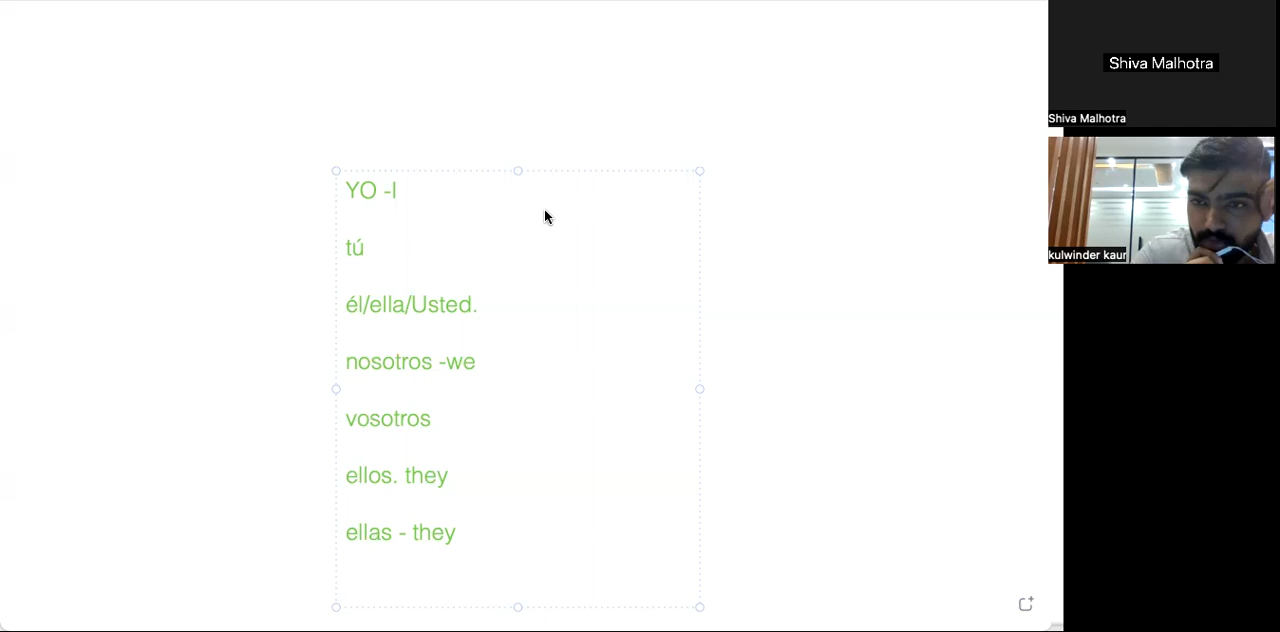 YO -I
tú
él/ella/Usted.
nosotros -we
vosotros
ellos. they
ellas - they
Shiva Malhotra
Shiva Malhotra
kulwinder kaur